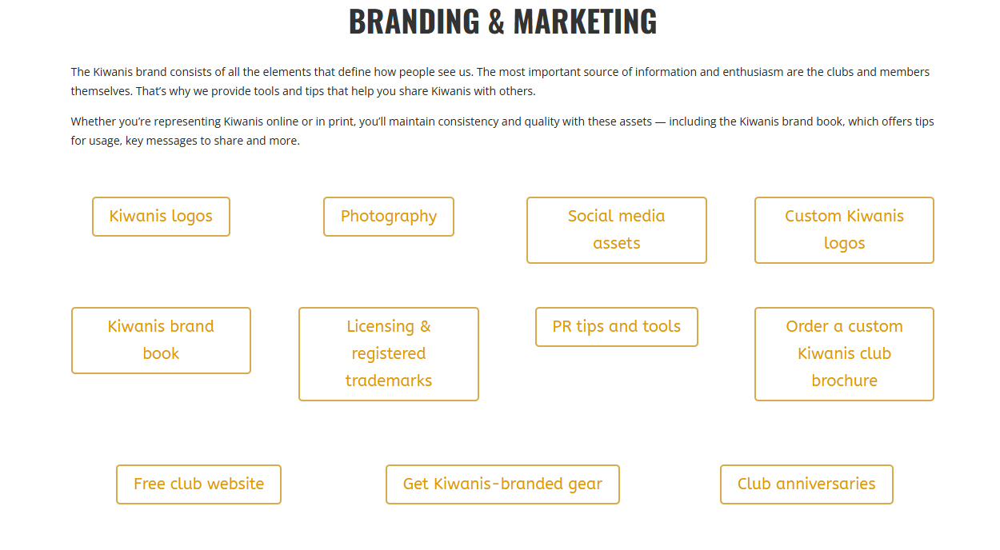 BRANDING & MARKETING
The Kiwanis brand consists of all the elements that define how people see us. The most important source of information and enthusiasm are the clubs and members
themselves. That’s why we provide tools and tips that help you share Kiwanis with others.
Whether you’re representing Kiwanis online or in print, you’ll maintain consistency and quality with these assets — including the Kiwanis brand book, which offers tips
for usage, key messages to share and more.
Kiwanis logos
Photography
Social media
assets
Custom Kiwanis
logos
Kiwanis brand
book
Licensing &
registered
trademarks
PR tips and tools
Order a custom
Kiwanis club
brochure
Free club website
Get Kiwanis-branded gear
Club anniversaries